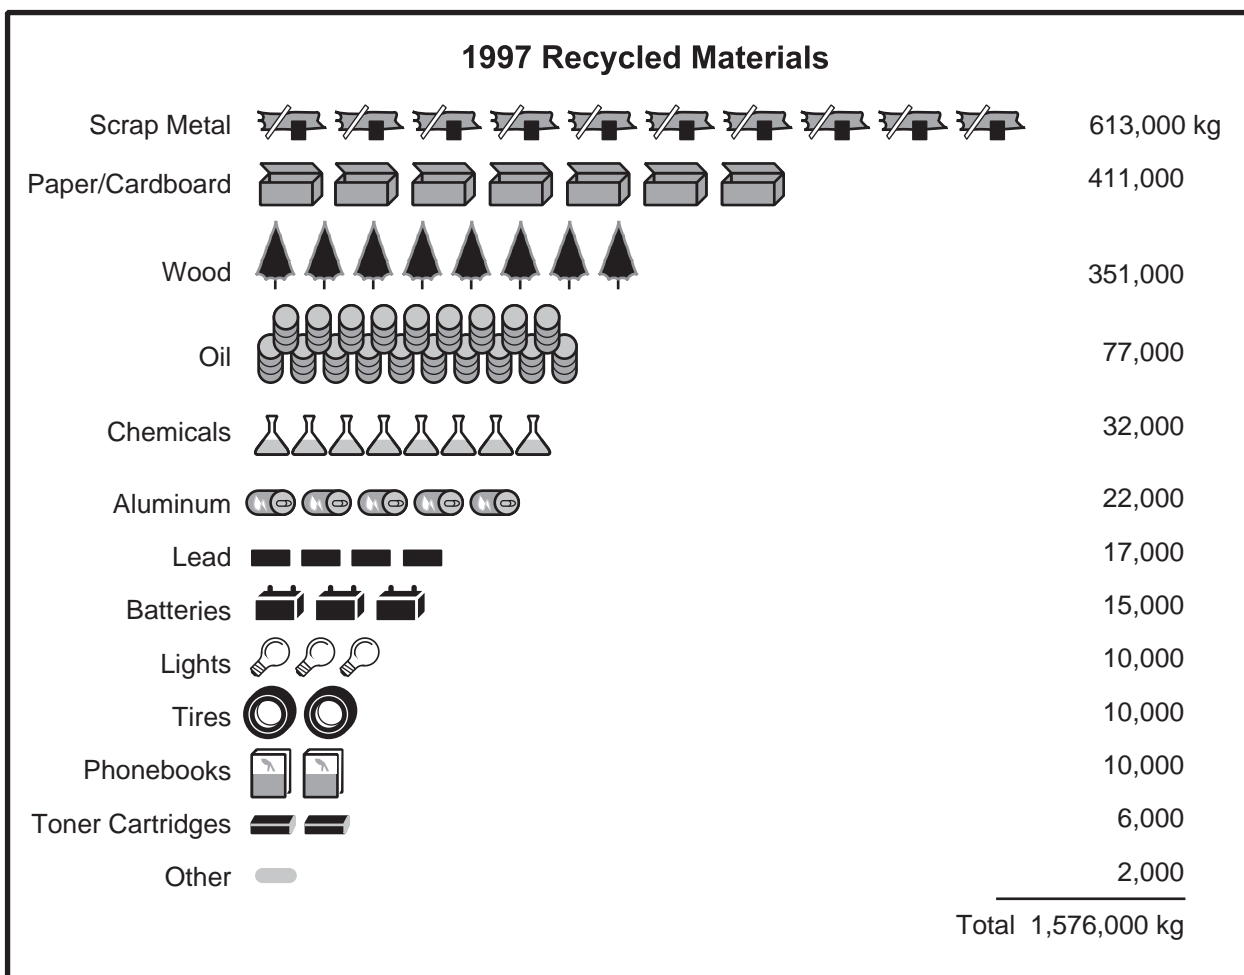 1997 Recycled Materials
Scrap Metal 613,000 kg
Paper/Cardboard 411,000
Wood 351,000
Oil 77,000
Chemicals 32,000
Aluminum 22,000
Lead 17,000
Batteries 15,000
Lights 10,000
Tires 10,000
Phonebooks 10,000
Toner Cartridges 6,000
Other 2,000
Total 1,576,000 kg